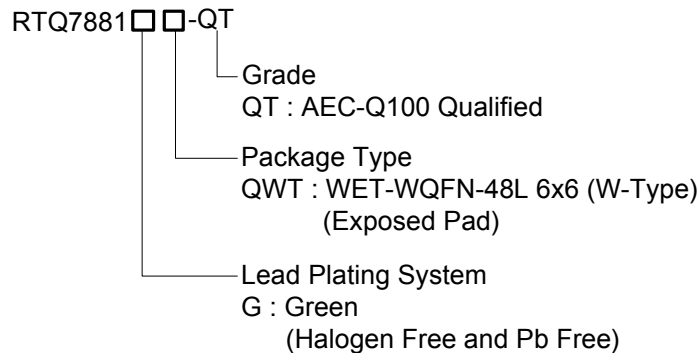 RTQ7881□ □-QT
Grade
QT : AEC-Q100 Qualified
Package Type
QWT : WET-WQFN-48L 6x6 (W-Type)
(Exposed Pad)
Lead Plating System
G : Green
(Halogen Free and Pb Free)